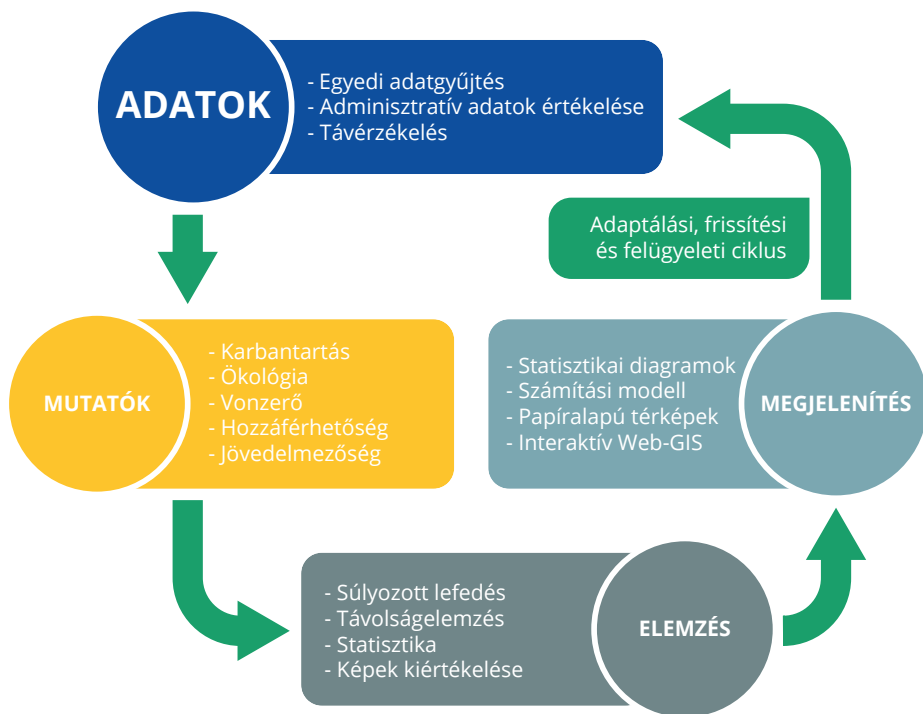 ADATOK
- Egyedi adatgyűjtés
- Adminisztratív adatok értékelése
- Távérzékelés
Adaptálási, frissítési
és felügyeleti ciklus
MUTATÓK
- Karbantartás
- Ökológia
- Vonzerő
- Hozzáférhetőség
- Jövedelmezőség
- Statisztikai diagramok
- Számítási modell
- Papíralapú térképek
- Interaktív Web-GIS
MEGJELENÍTÉS
- Súlyozott lefedés
- Távolságelemzés
- Statisztika
- Képek kiértékelése
ELEMZÉS